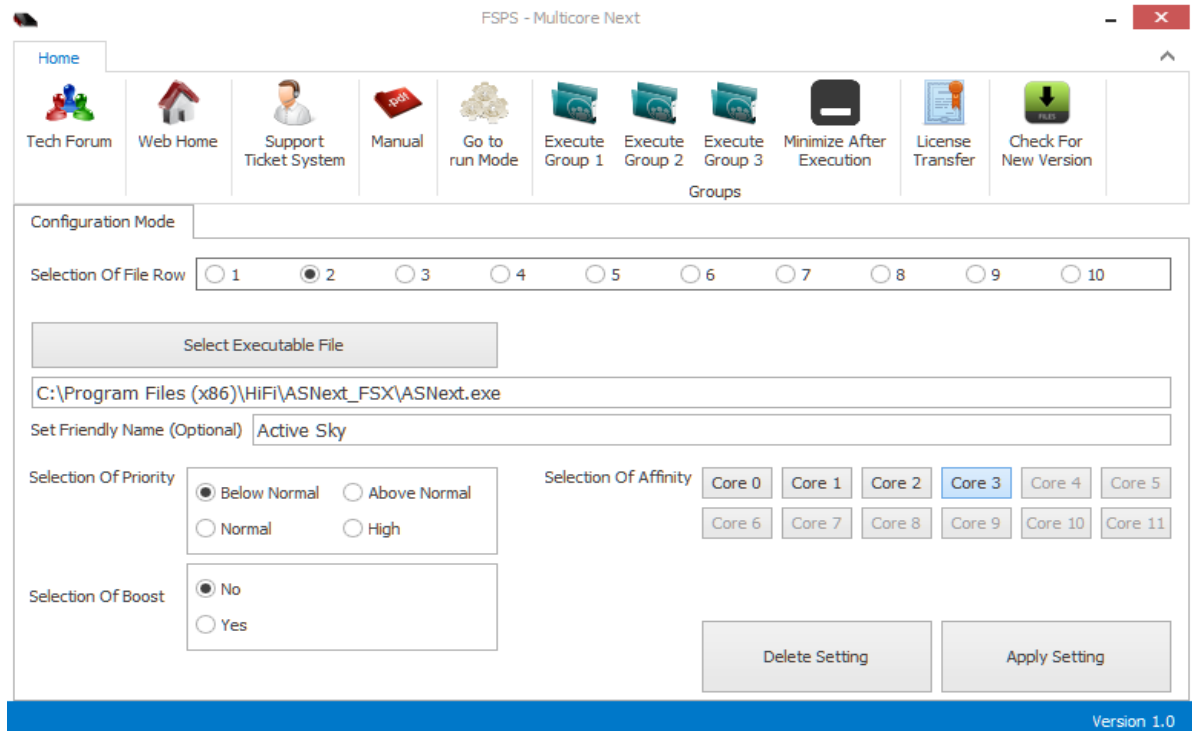 FSPS - Multicore Next
Home
Tech Forum
Web Home
Support
Ticket System
.pdf
Manual
Go to
run Mode
Execute
Group 1
Execute
Group 2
Execute
Group 3
Minimize After
Execution
Groups
License
Transfer
FILES
Check For
New Version
Configuration Mode
Selection Of File Row 1 2 3 4 5 6 7 8 9 10
Select Executable File
C:\Program Files (x86)\HiFi\ASNext_FSX\ASNext.exe
Set Friendly Name (Optional) Active Sky
Selection Of Priority
Below Normal Above Normal
Normal High
Selection Of Affinity
Core 0 Core 1 Core 2 Core 3 Core 4 Core 5
Core 6 Core 7 Core 8 Core 9 Core 10 Core 11
Selection Of Boost
No
Yes
Delete Setting
Apply Setting
Version 1.0